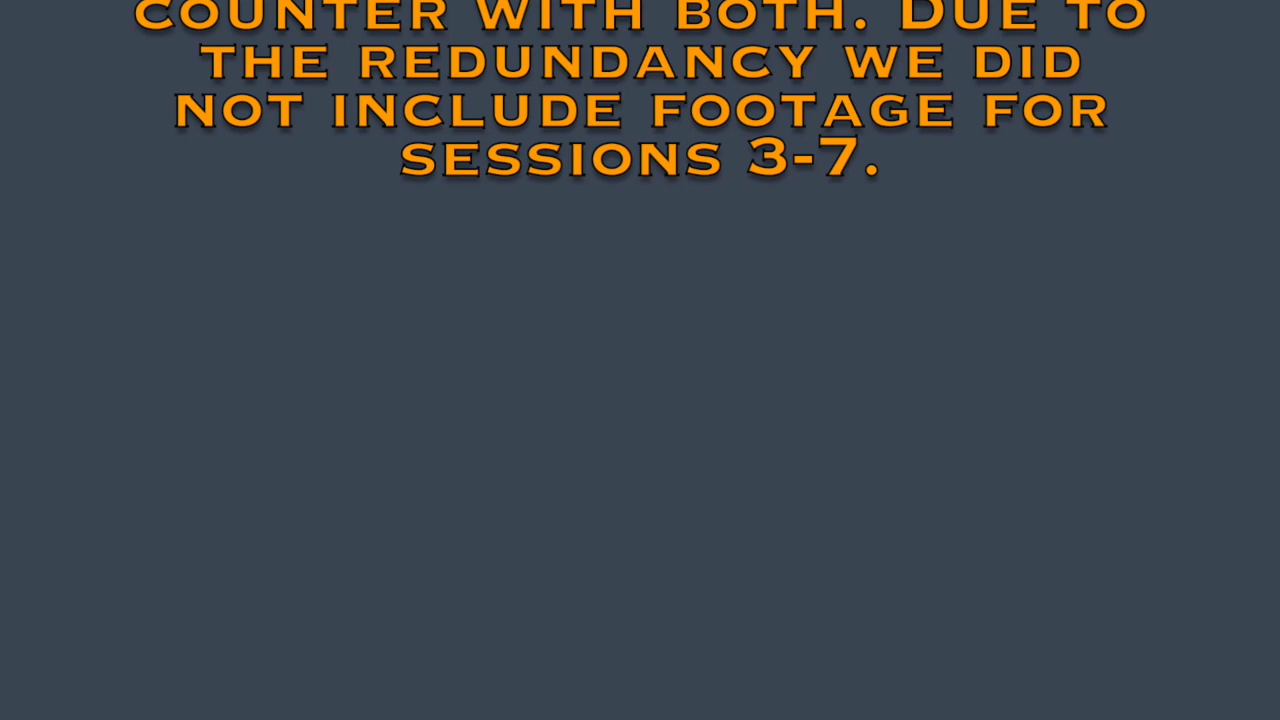 COUNTER WITH BOTH. DUE TO
THE REDUNDANCY WE DID
NOT INCLUDE FOOTAGE FOR
SESSIONS 3-7.